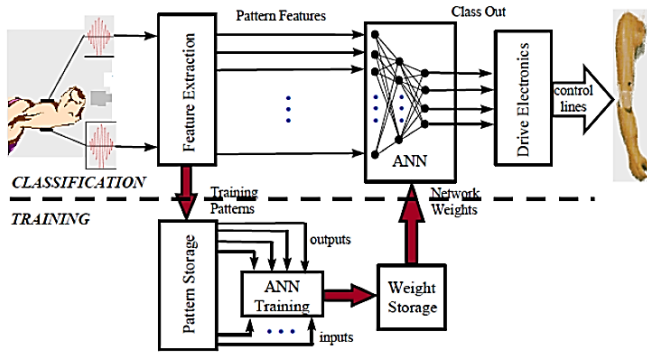 Pattern Features
Class Out
Feature Extraction
ANN
Drive Electronics
control
lines
CLASSIFICATION
Training
Patterns
Network
Weights
TRAINING
Pattern Storage
outputs
ANN
Training
inputs
Weight
Storage